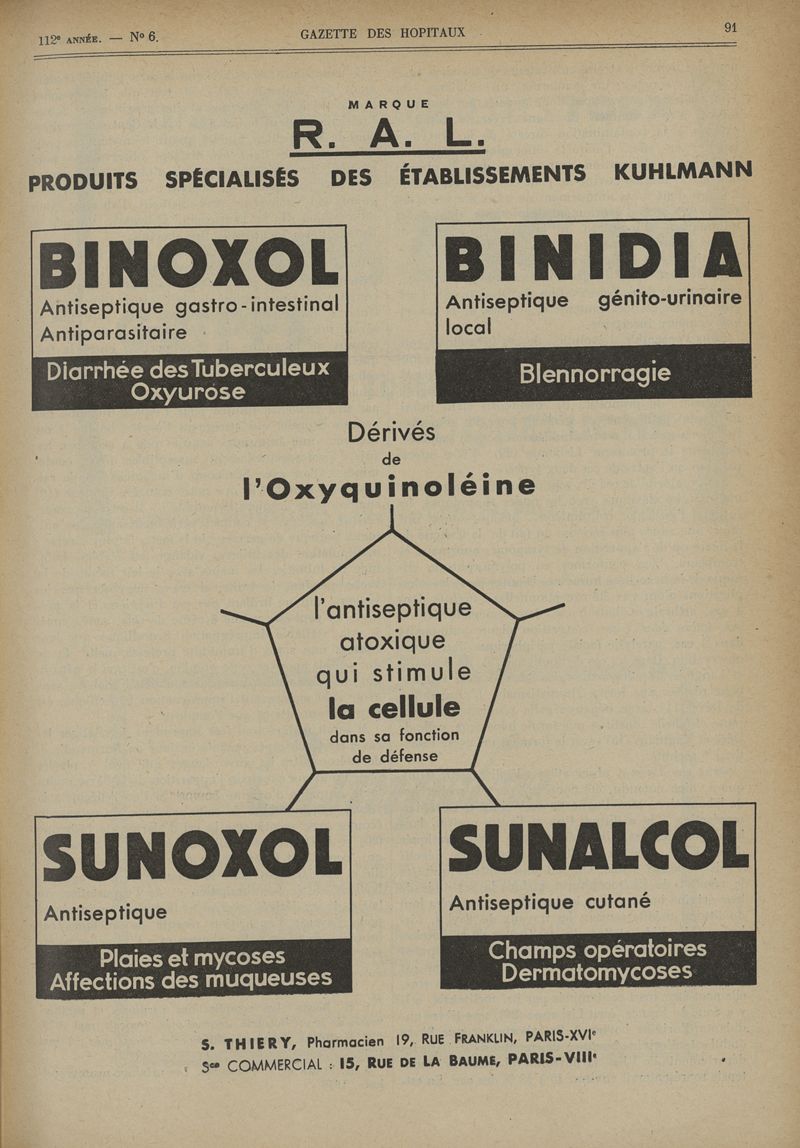 112e ANNÉE. — No 6.
GAZETTE DES HOPITAUX
91
MARQUE
R. A. L.
PRODUITS SPÉCIALISÉS DES ÉTABLISSEMENTS KUHLMANN
BINOXOL
Antiseptique gastro-intestinal
Antiparasitaire
Diarrhée des Tuberculeux
Oxyurose
BINIDIA
Antiseptique génito-urinaire
local
Blennorragie
Dérivés
de
l'Oxyquinoléine
l'antiseptique
atoxique
qui stimule
la cellule
dans sa fonction
de défense
SUNOXOL
Antiseptique
Plaies et mycoses
Affections des muqueuses
SUNALCOL
Antiseptique cutané
Champs opératoires
Dermatomycoses
S. THIERY, Pharmacien 19, RUE FRANKLIN, PARIS-XVIe
Sce COMMERCIAL : 15, RUE DE LA BAUME, PARIS-VIIIe